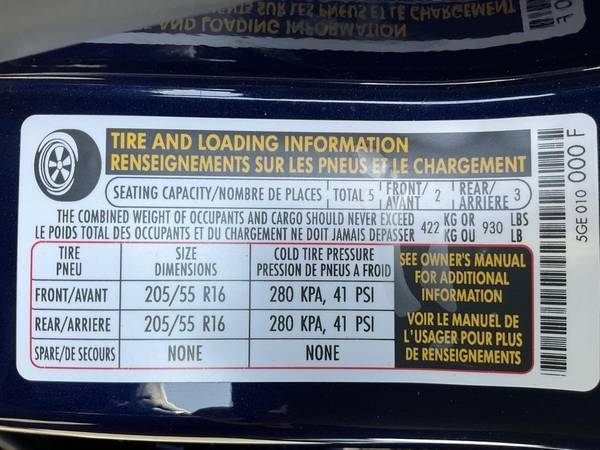 TIRE AND LOADING INFORMATION
RENSEIGNEMENTS SUR LES PNEUS ET LE CHARGEMENT
SEATING CAPACITY/NOMBRE DE PLACES TOTAL 5 FRONT/AVANT 2 REAR/ARRIERE 3
THE COMBINED WEIGHT OF OCCUPANTS AND CARGO SHOULD NEVER EXCEED 422 KG OR 930 LBS
LE POIDS TOTAL DES OCCUPANTS ET DU CHARGEMENT NE DOIT JAMAIS DEPASSER KG OU LB
TIRE SIZE COLD TIRE PRESSURE
PNEU DIMENSIONS PRESSION DE PNEUS A FROID
FRONT/AVANT 205/55 R16 280 KPA, 41 PSI
REAR/ARRIERE 205/55 R16 280 KPA, 41 PSI
SPARE/DE SECOURS NONE NONE
SEE OWNER'S MANUAL
FOR ADDITIONAL
INFORMATION
VOIR LE MANUEL DE
L'USAGER POUR PLUS
DE RENSEIGNEMENTS
5GE 010 000 F